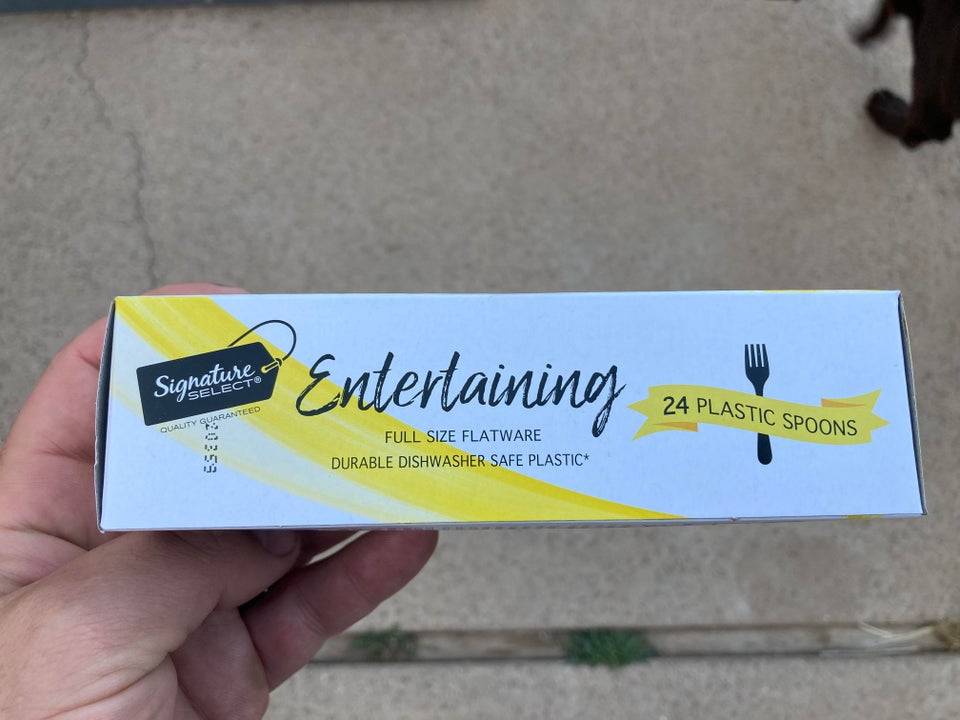 Signature
SELECT®
QUALITY GUARANTEED
Entertaining
FULL SIZE FLATWARE
DURABLE DISHWASHER SAFE PLASTIC*
24 PLASTIC SPOONS